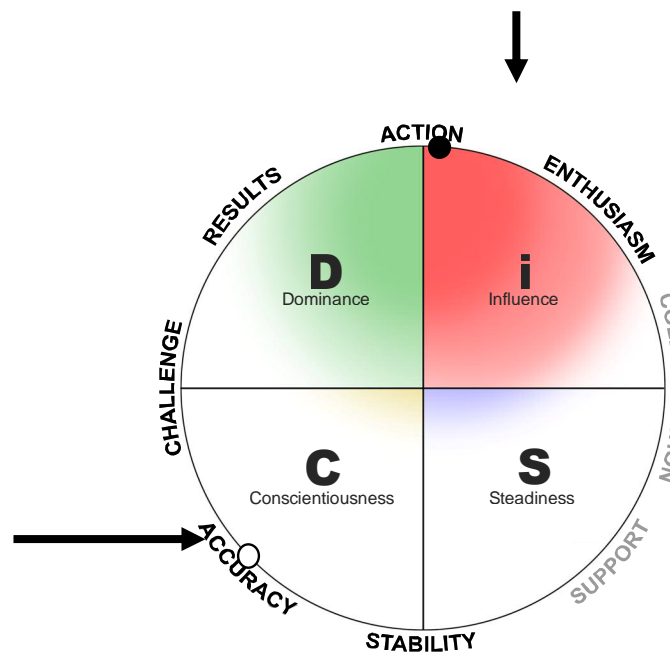 ACTION
RESULTS
ENTHUSIASM
D
Dominance
i
Influence
CHALLENGE
C
Conscientiousness
S
Steadiness
ACCURACY
SUPPORT
STABILITY